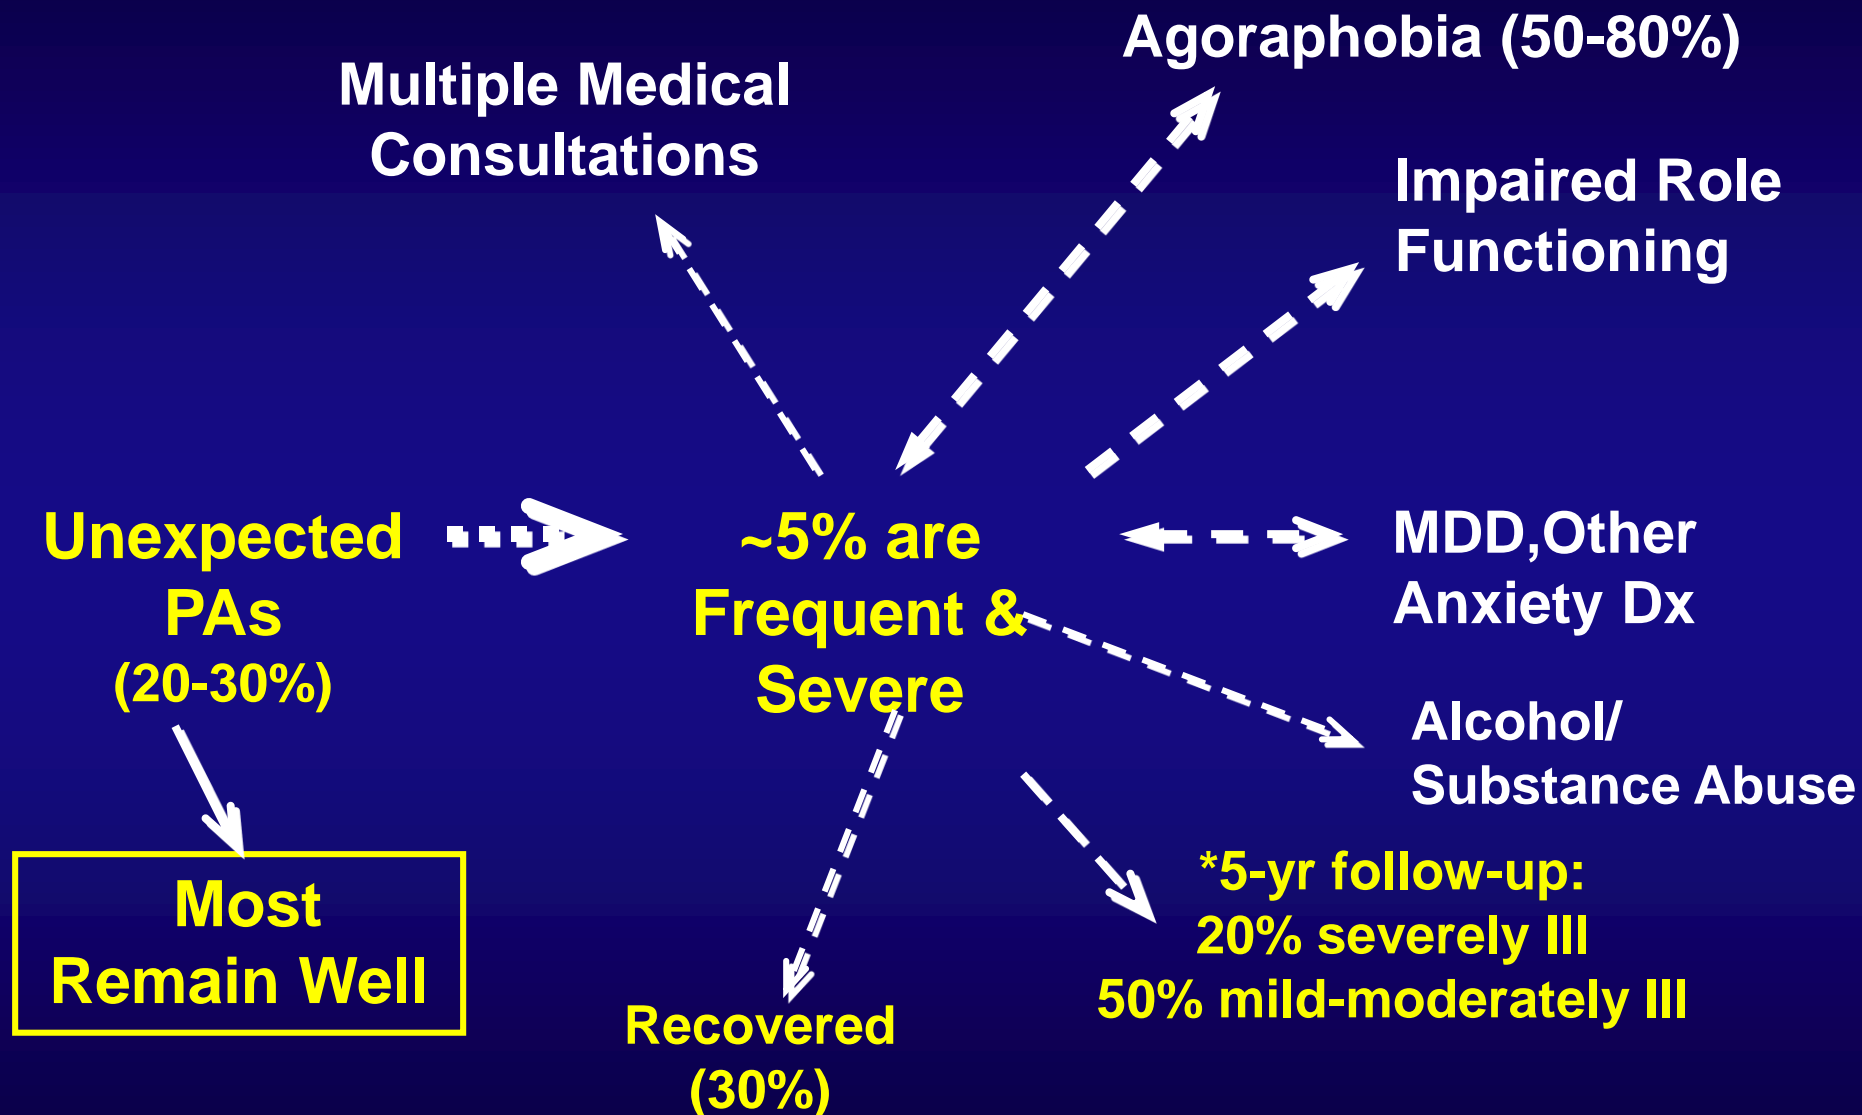 Agoraphobia (50-80%)
Multiple Medical
Consultations
Impaired Role
Functioning
Unexpected
PAs
(20-30%)
~5% are
Frequent &
Severe
MDD,Other
Anxiety Dx
Alcohol/
Substance Abuse
Most
Remain Well
*5-yr follow-up:
20% severely Ill
50% mild-moderately Ill
Recovered
(30%)